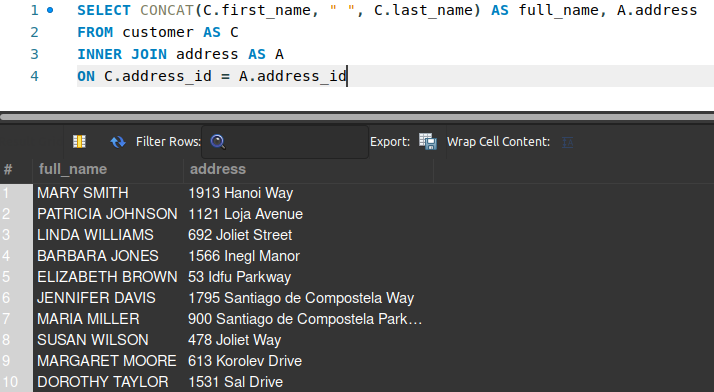 1 SELECT CONCAT(C.first_name, " ", C.last_name) AS full_name, A.address
2 FROM customer AS C
3 INNER JOIN address AS A
4 ON C.address_id = A.address_id
Filter Rows: Export: Wrap Cell Content:
# full_name address
1 MARY SMITH 1913 Hanoi Way
2 PATRICIA JOHNSON 1121 Loja Avenue
3 LINDA WILLIAMS 692 Joliet Street
4 BARBARA JONES 1566 Inegl Manor
5 ELIZABETH BROWN 53 Idfu Parkway
6 JENNIFER DAVIS 1795 Santiago de Compostela Way
7 MARIA MILLER 900 Santiago de Compostela Park…
8 SUSAN WILSON 478 Joliet Way
9 MARGARET MOORE 613 Korolev Drive
10 DOROTHY TAYLOR 1531 Sal Drive